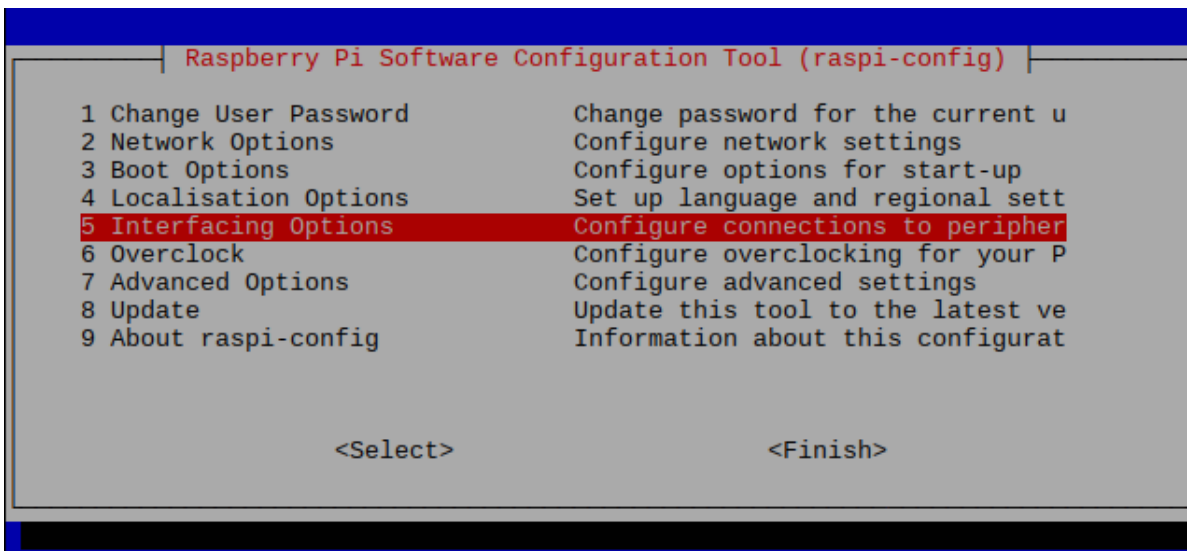 Raspberry Pi Software Configuration Tool (raspi-config)
1 Change User Password Change password for the current u
2 Network Options Configure network settings
3 Boot Options Configure options for start-up
4 Localisation Options Set up language and regional sett
5 Interfacing Options Configure connections to peripher
6 Overclock Configure overclocking for your P
7 Advanced Options Configure advanced settings
8 Update Update this tool to the latest ve
9 About raspi-config Information about this configurat
<Select> <Finish>